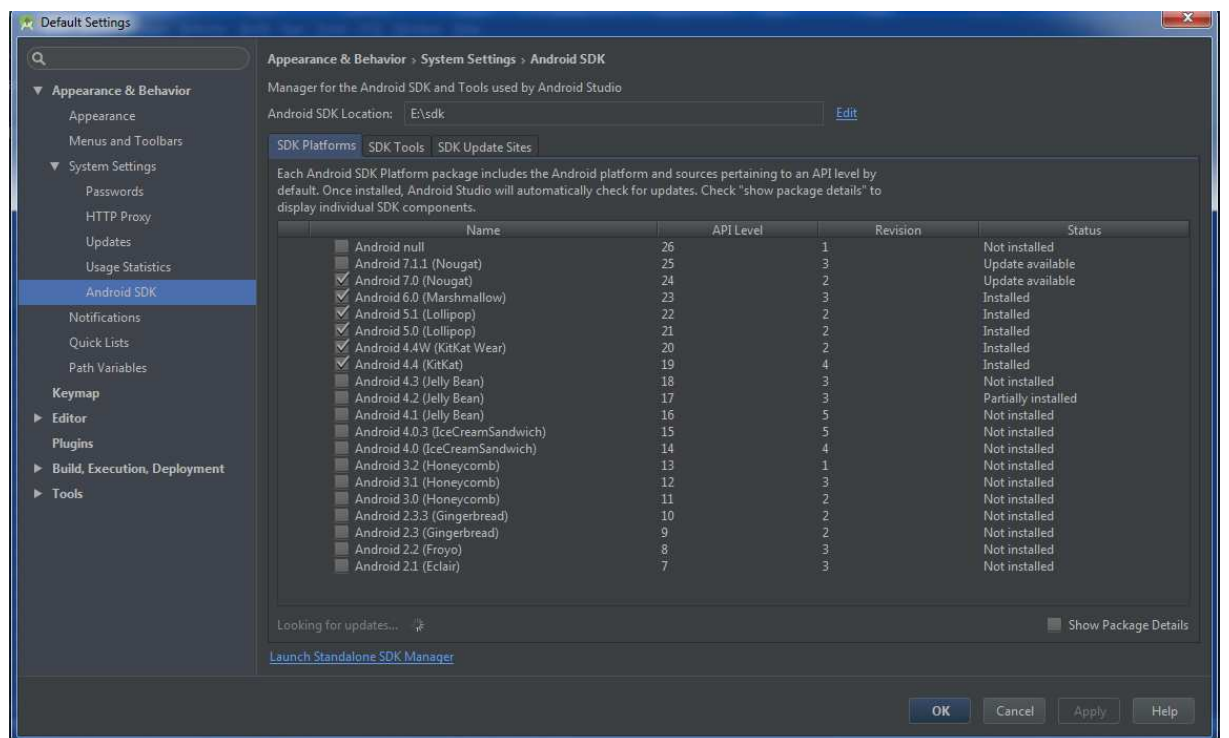 Default Settings
Appearance & Behavior
Appearance
Menus and Toolbars
System Settings
Passwords
HTTP Proxy
Updates
Usage Statistics
Android SDK
Notifications
Quick Lists
Path Variables
Keymap
Editor
Plugins
Build, Execution, Deployment
Tools
Appearance & Behavior › System Settings › Android SDK
Manager for the Android SDK and Tools used by Android Studio
Android SDK Location: E:\sdk Edit
SDK Platforms SDK Tools SDK Update Sites
Each Android SDK Platform package includes the Android platform and sources pertaining to an API level by
default. Once installed, Android Studio will automatically check for updates. Check "show package details" to
display individual SDK components.
Name API Level Revision Status
Android null 26 1 Not installed
Android 7.1.1 (Nougat) 25 3 Update available
Android 7.0 (Nougat) 24 2 Update available
Android 6.0 (Marshmallow) 23 3 Installed
Android 5.1 (Lollipop) 22 2 Installed
Android 5.0 (Lollipop) 21 2 Installed
Android 4.4W (KitKat Wear) 20 2 Installed
Android 4.4 (KitKat) 19 4 Installed
Android 4.3 (Jelly Bean) 18 3 Not installed
Android 4.2 (Jelly Bean) 17 3 Partially installed
Android 4.1 (Jelly Bean) 16 5 Not installed
Android 4.0.3 (IceCreamSandwich) 15 5 Not installed
Android 4.0 (IceCreamSandwich) 14 4 Not installed
Android 3.2 (Honeycomb) 13 1 Not installed
Android 3.1 (Honeycomb) 12 3 Not installed
Android 3.0 (Honeycomb) 11 2 Not installed
Android 2.3.3 (Gingerbread) 10 2 Not installed
Android 2.3 (Gingerbread) 9 2 Not installed
Android 2.2 (Froyo) 8 3 Not installed
Android 2.1 (Eclair) 7 3 Not installed
Looking for updates... Show Package Details
Launch Standalone SDK Manager
OK Cancel Apply Help